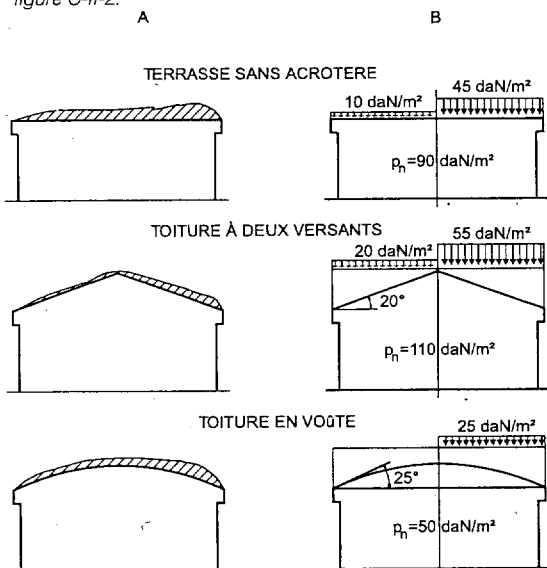 figure C-II-2.
A
B
TERRASSE SANS ACROTERE
10 daN/m²
45 daN/m²
pn=90 daN/m²
TOITURE À DEUX VERSANTS
20 daN/m²
55 daN/m²
20°
pn=110 daN/m²
TOITURE EN VOûTE
25 daN/m²
25°
pn=50 daN/m²